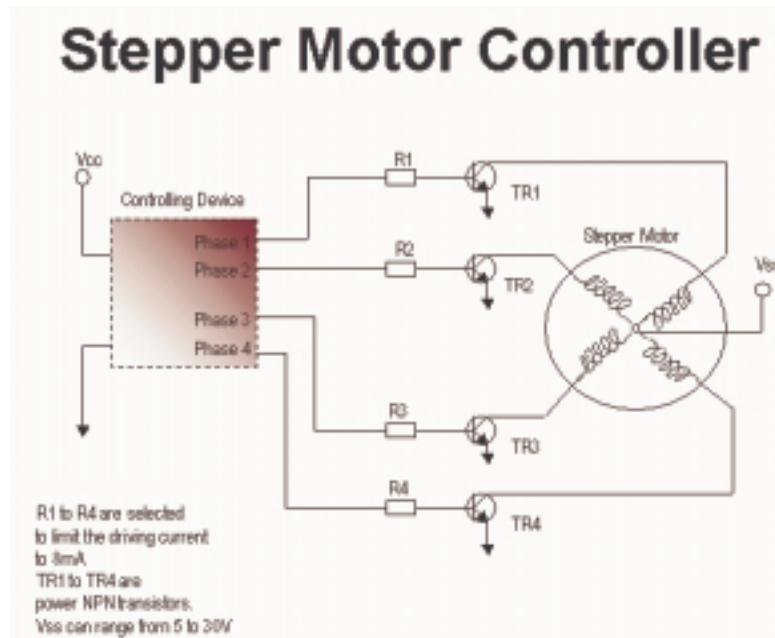 Stepper Motor Controller
Vcc
Controlling Device
Phase 1
Phase 2
Phase 3
Phase 4
R1
TR1
R2
TR2
Stepper Motor
Vss
R3
TR3
R4
TR4
R1 to R4 are selected
to limit the driving current
to 8mA
TR1 to TR4 are
power NPN transistors.
Vss can range from 5 to 30V